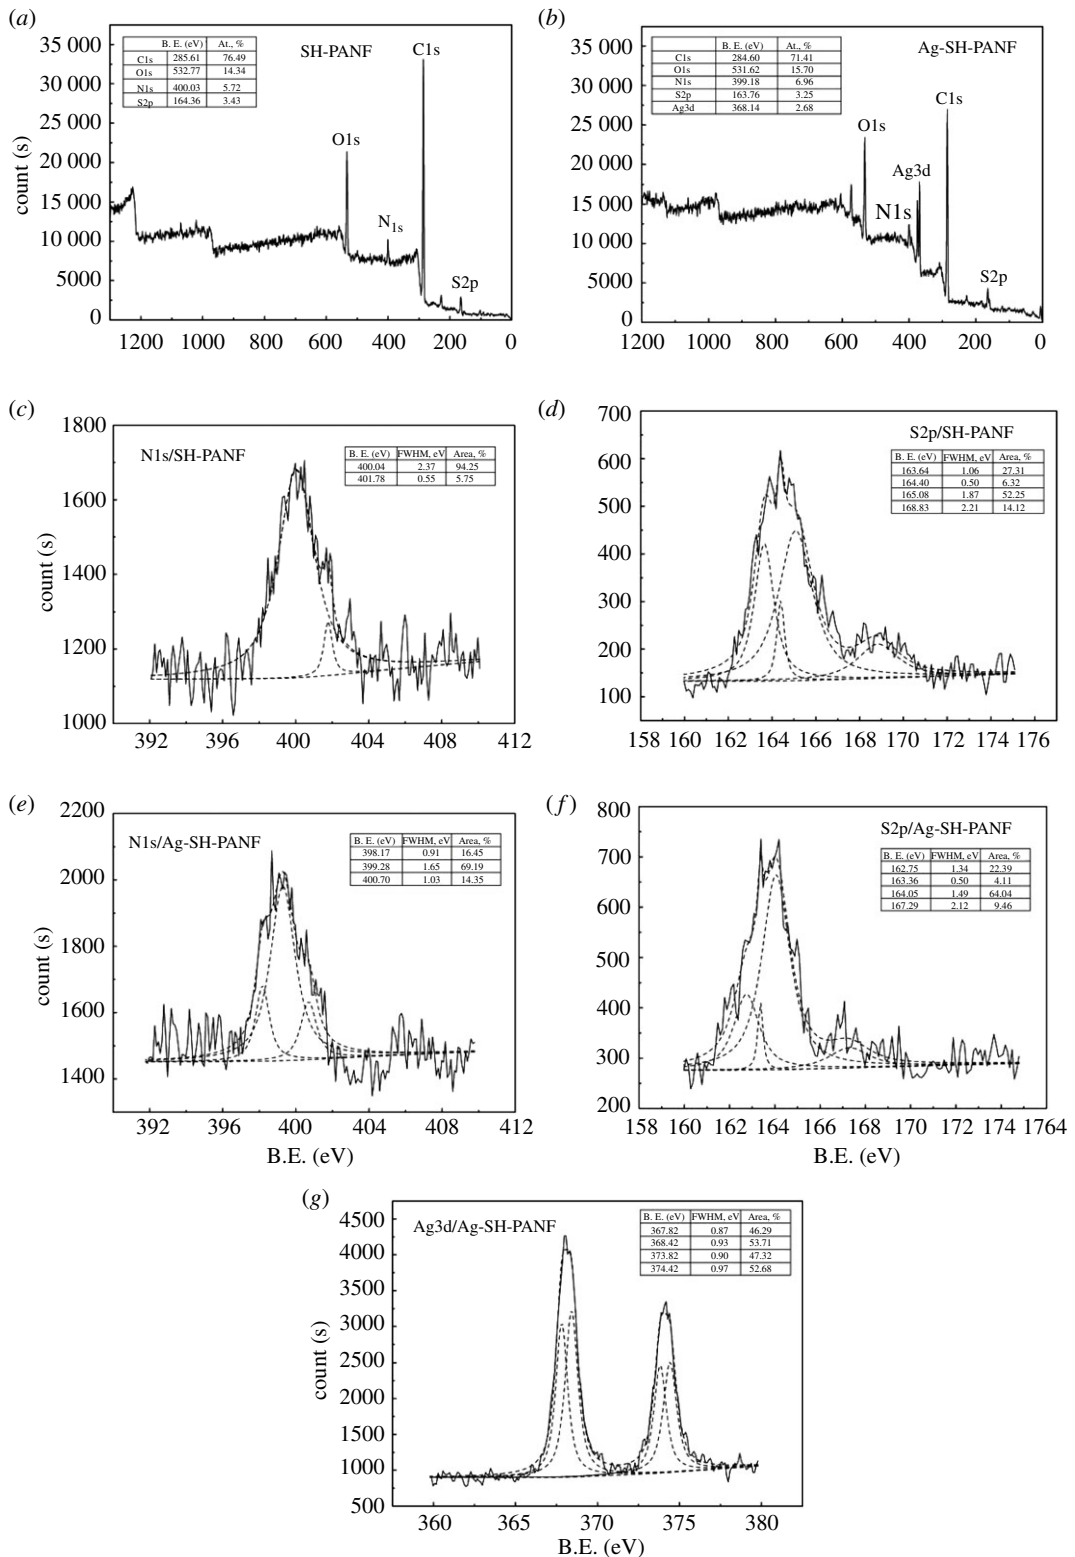 (a)
SH-PANF
C1s
O1s
N1s
S2p
B. E. (eV) At., %
C1s 285.61 76.49
O1s 532.77 14.34
N1s 400.03 5.72
S2p 164.36 3.43
35 000
30 000
25 000
20 000
15 000
10 000
5000
0
count (s)
1200 1000 800 600 400 200 0
(b)
Ag-SH-PANF
C1s
O1s
Ag3d
N1s
S2p
B. E. (eV) At., %
C1s 284.60 71.41
O1s 531.62 15.70
N1s 399.18 6.96
S2p 163.76 3.25
Ag3d 368.14 2.68
35 000
30 000
25 000
20 000
15 000
10 000
5000
0
1200 1000 800 600 400 200 0
(c)
N1s/SH-PANF
B. E. (eV) FWHM, eV Area, %
400.04 2.37 94.25
401.78 0.55 5.75
1800
1600
1400
1200
1000
count (s)
392 396 400 404 408 412
(d)
S2p/SH-PANF
B. E. (eV) FWHM, eV Area, %
163.64 1.06 27.31
164.40 0.50 6.32
165.08 1.87 52.25
168.83 2.21 14.12
700
600
500
400
300
200
100
158 160 162 164 166 168 170 172 174 176
(e)
N1s/Ag-SH-PANF
B. E. (eV) FWHM, eV Area, %
398.17 0.91 16.45
399.28 1.65 69.19
400.70 1.03 14.35
2200
2000
1800
1600
1400
count (s)
392 396 400 404 408 412
B.E. (eV)
(f)
S2p/Ag-SH-PANF
B. E. (eV) FWHM, eV Area, %
162.75 1.34 22.39
163.36 0.50 4.11
164.05 1.49 64.04
167.29 2.12 9.46
800
700
600
500
400
300
200
158 160 162 164 166 168 170 172 174 1764
B.E. (eV)
(g)
Ag3d/Ag-SH-PANF
B. E. (eV) FWHM, eV Area, %
367.82 0.87 46.29
368.42 0.93 53.71
373.82 0.90 47.32
374.42 0.97 52.68
4500
4000
3500
3000
2500
2000
1500
1000
500
count (s)
360 365 370 375 380
B.E. (eV)